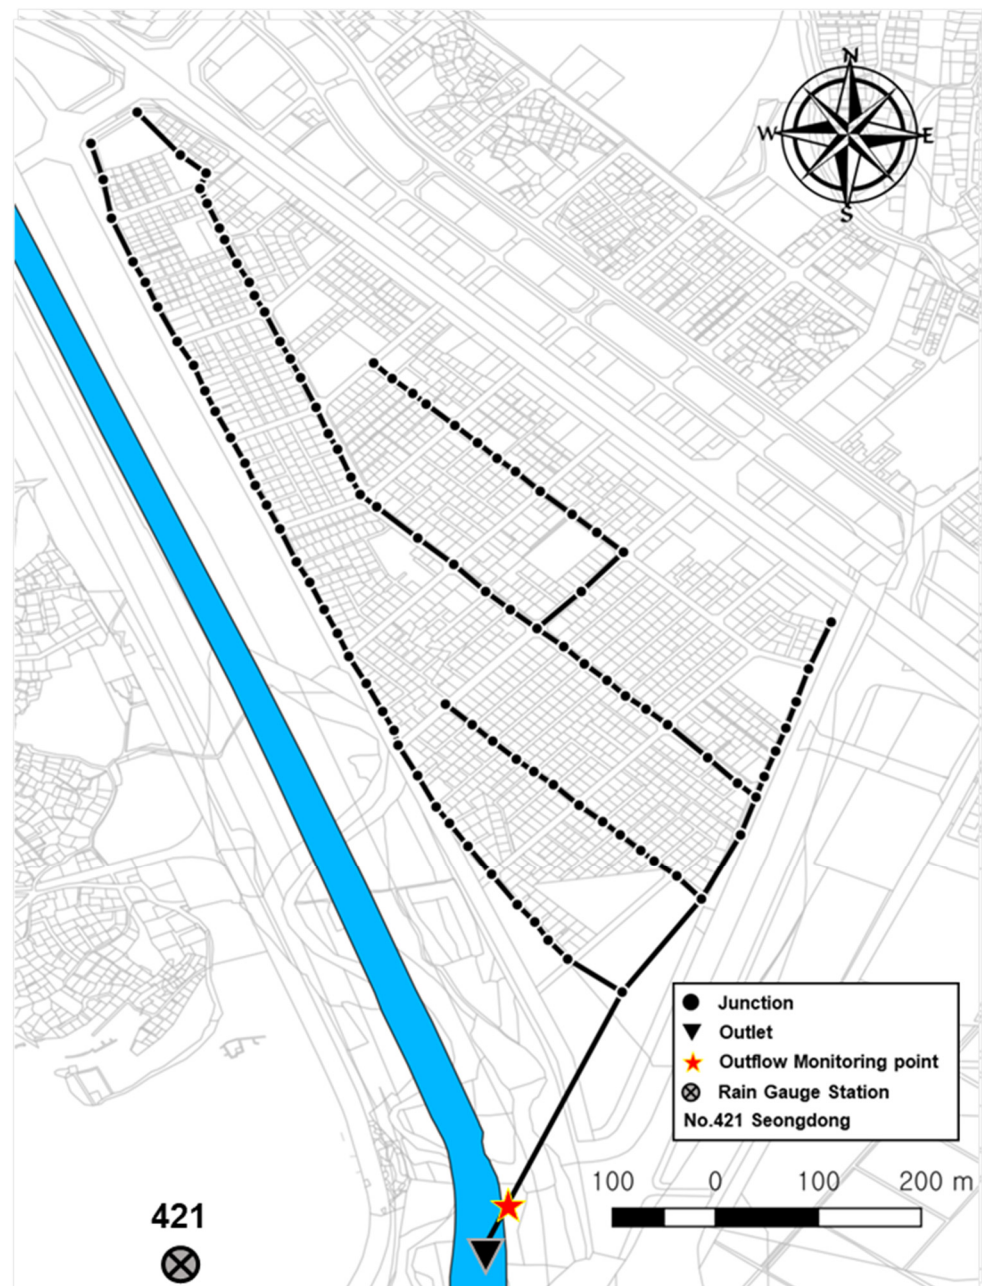 N
W E
S
Junction
Outlet
Outflow Monitoring point
Rain Gauge Station
No.421 Seongdong
100 0 100 200 m
421